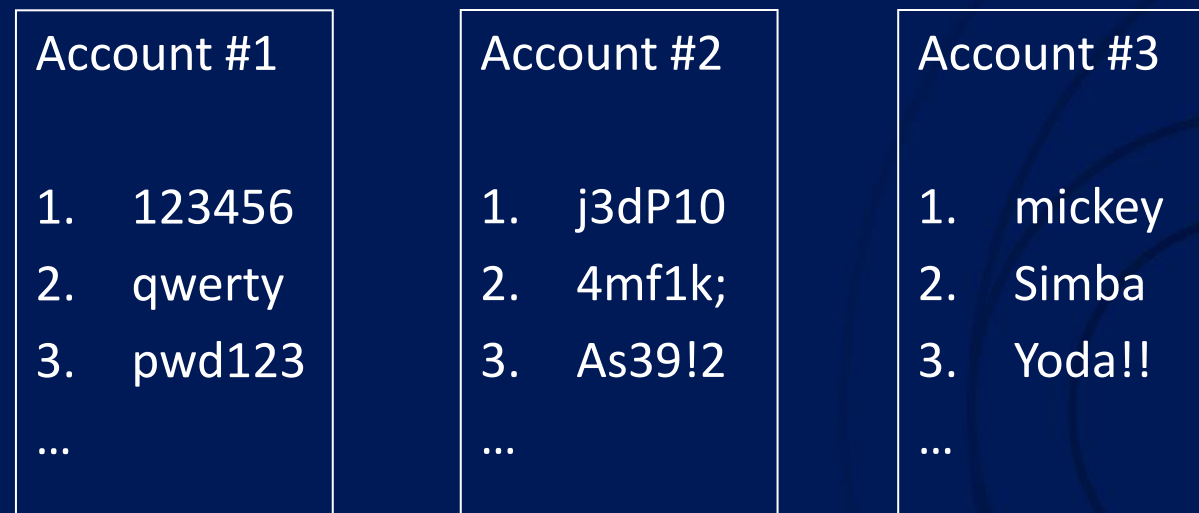 Account #1
1. 123456
2. qwerty
3. pwd123
…
Account #2
1. j3dP10
2. 4mf1k;
3. As39!2
…
Account #3
1. mickey
2. Simba
3. Yoda!!
…